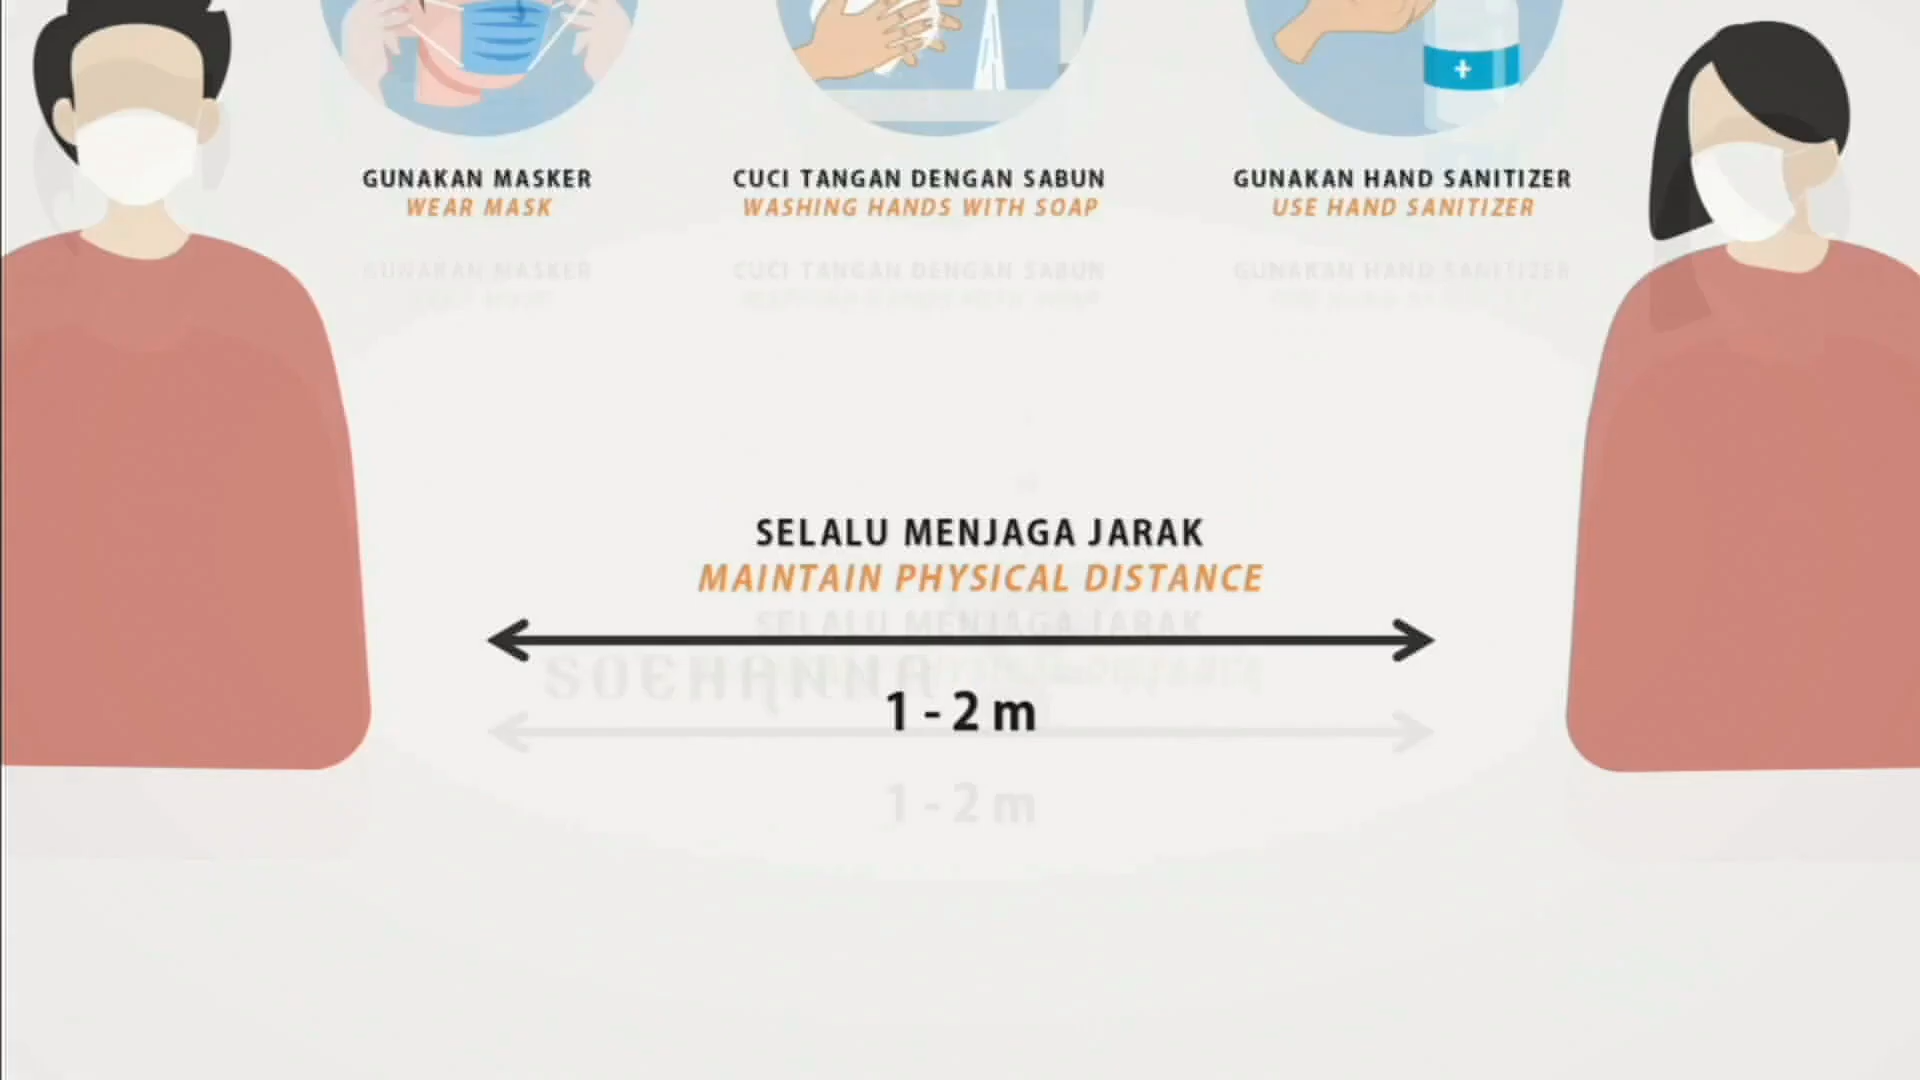 GUNAKAN MASKER
WEAR MASK
CUCI TANGAN DENGAN SABUN
WASHING HANDS WITH SOAP
GUNAKAN HAND SANITIZER
USE HAND SANITIZER
SELALU MENJAGA JARAK
MAINTAIN PHYSICAL DISTANCE
SOEHANNA
1 - 2 m